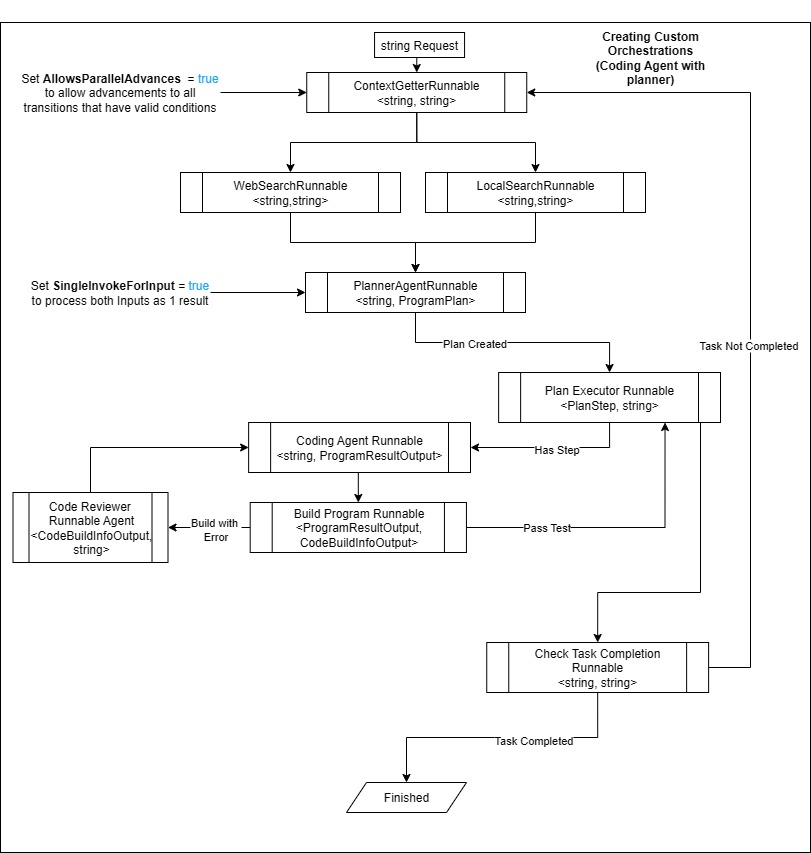 string Request
Creating Custom
Orchestrations
(Coding Agent with
planner)
Set AllowsParallelAdvances = true
to allow advancements to all
transitions that have valid conditions
ContextGetterRunnable
<string, string>
WebSearchRunnable
<string,string>
LocalSearchRunnable
<string,string>
Set SingleInvokeForInput = true
to process both Inputs as 1 result
PlannerAgentRunnable
<string, ProgramPlan>
Plan Created
Task Not Completed
Plan Executor Runnable
<PlanStep, string>
Has Step
Coding Agent Runnable
<string, ProgramResultOutput>
Code Reviewer
Runnable Agent
<CodeBuildInfoOutput,
string>
Build with
Error
Build Program Runnable
<ProgramResultOutput,
CodeBuildInfoOutput>
Pass Test
Check Task Completion
Runnable
<string, string>
Task Completed
Finished